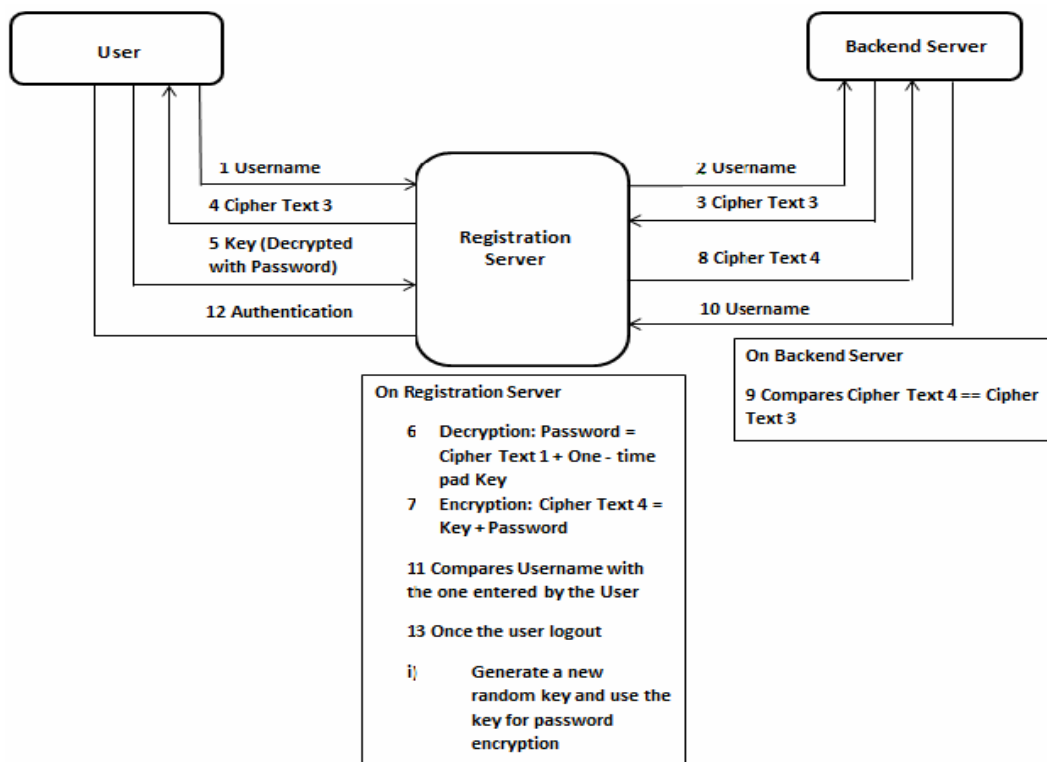 User
Backend Server
1 Username
2 Username
4 Cipher Text 3
3 Cipher Text 3
5 Key (Decrypted
with Password)
Registration
Server
8 Cipher Text 4
12 Authentication
10 Username
On Backend Server
9 Compares Cipher Text 4 == Cipher
Text 3
On Registration Server
6 Decryption: Password =
Cipher Text 1 + One - time
pad Key
7 Encryption: Cipher Text 4 =
Key + Password
11 Compares Username with
the one entered by the User
13 Once the user logout
i) Generate a new
random key and use the
key for password
encryption